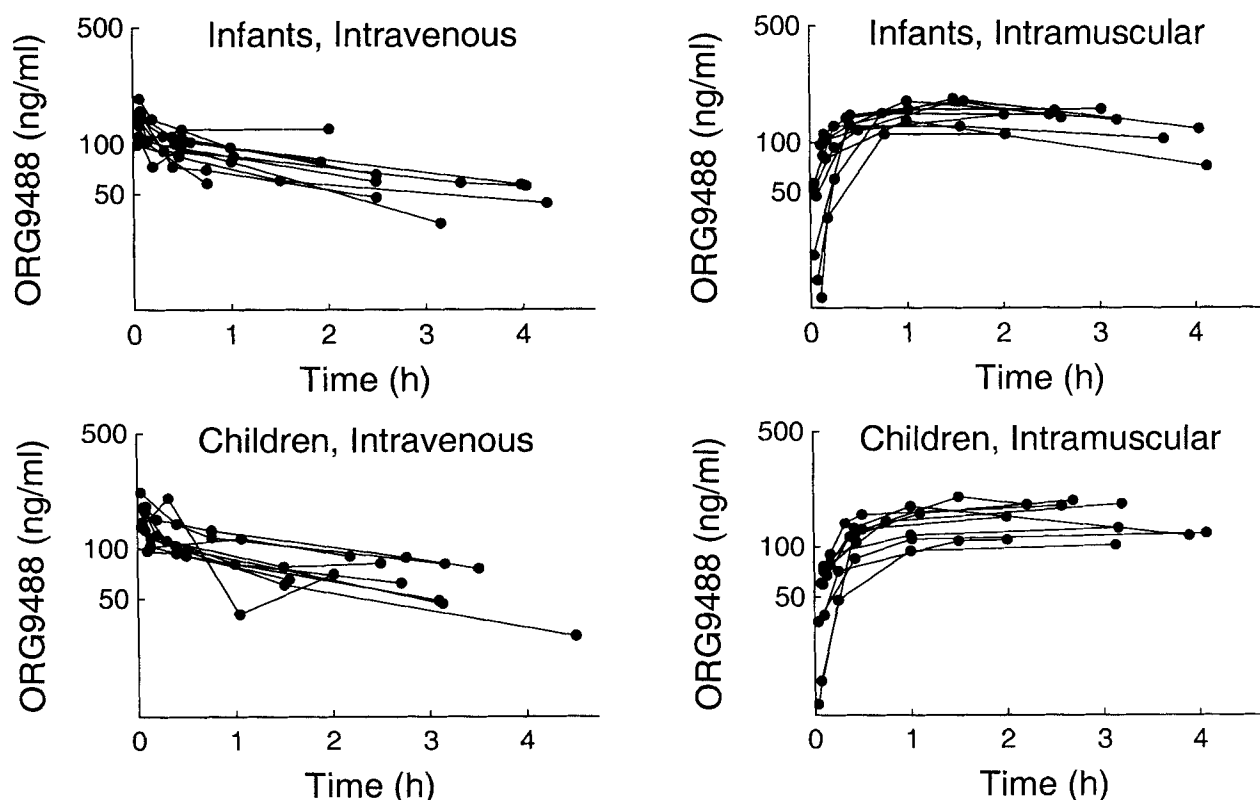 Infants, Intravenous
ORG9488 (ng/ml)
500
100
50
0 1 2 3 4
Time (h)
Infants, Intramuscular
ORG9488 (ng/ml)
500
100
50
0 1 2 3 4
Time (h)
Children, Intravenous
ORG9488 (ng/ml)
500
100
50
0 1 2 3 4
Time (h)
Children, Intramuscular
ORG9488 (ng/ml)
500
100
50
0 1 2 3 4
Time (h)